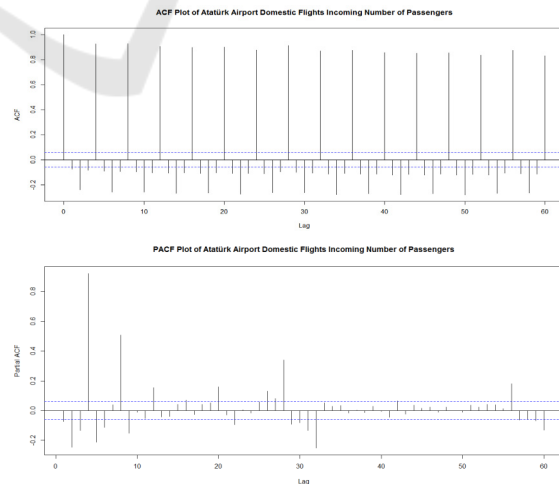 ACF Plot of Atatürk Airport Domestic Flights Incoming Number of Passengers
ACF
1.0
0.8
0.6
0.4
0.2
0.0
-0.2
0 10 20 30 40 50 60
Lag
PACF Plot of Atatürk Airport Domestic Flights Incoming Number of Passengers
Partial ACF
0.8
0.6
0.4
0.2
0.0
-0.2
0 10 20 30 40 50 60
Lag